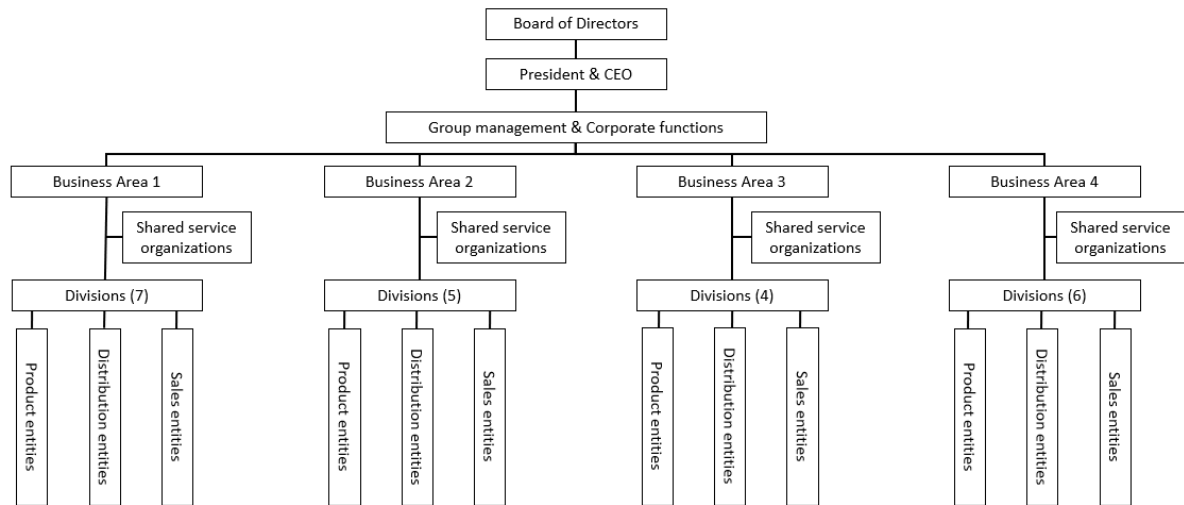 Board of Directors
President & CEO
Group management & Corporate functions
Business Area 1
Business Area 2
Business Area 3
Business Area 4
Shared service
organizations
Shared service
organizations
Shared service
organizations
Shared service
organizations
Divisions (7)
Divisions (5)
Divisions (4)
Divisions (6)
Product entities
Distribution entities
Sales entities
Product entities
Distribution entities
Sales entities
Product entities
Distribution entities
Sales entities
Product entities
Distribution entities
Sales entities